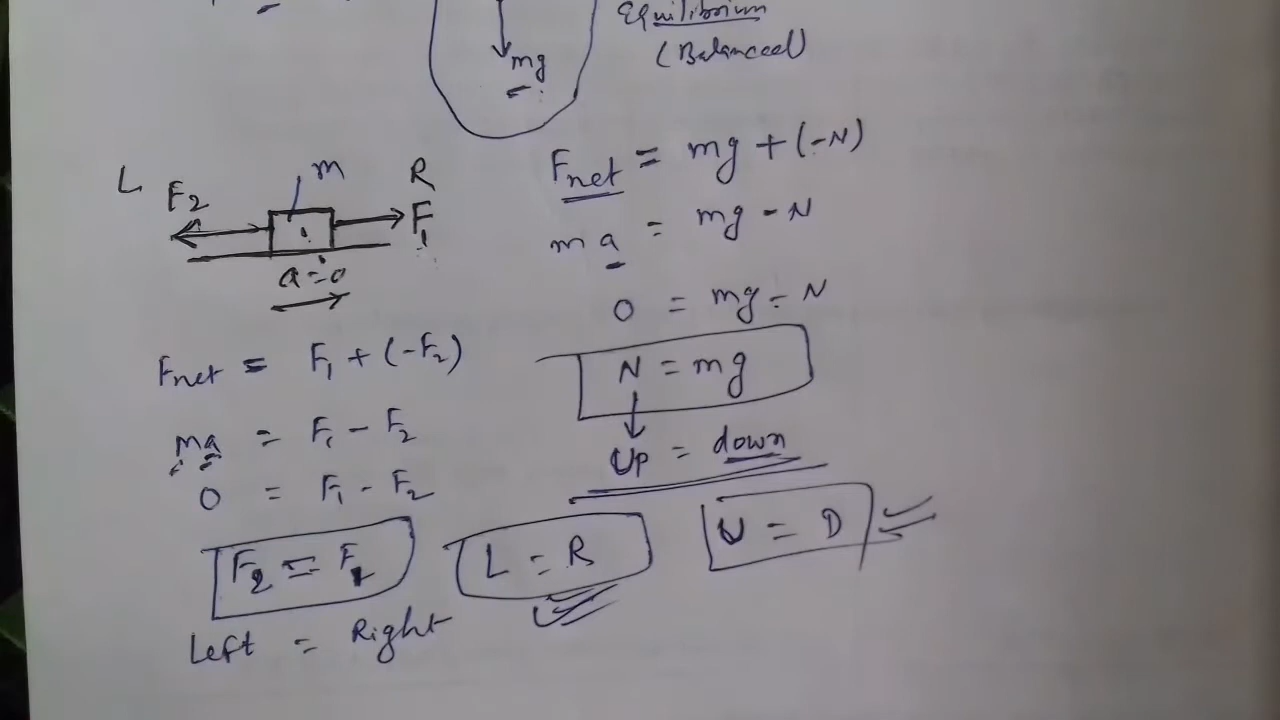 Equilibrium
(Balanced)
mg
L
F2
m
R
F1
a=0
Fnet = mg + (-N)
ma = mg - N
0 = mg - N
N = mg
Up = down
U = D
Fnet = F1 + (-F2)
ma = F1 - F2
0 = F1 - F2
F2 = F1
L = R
Left = Right